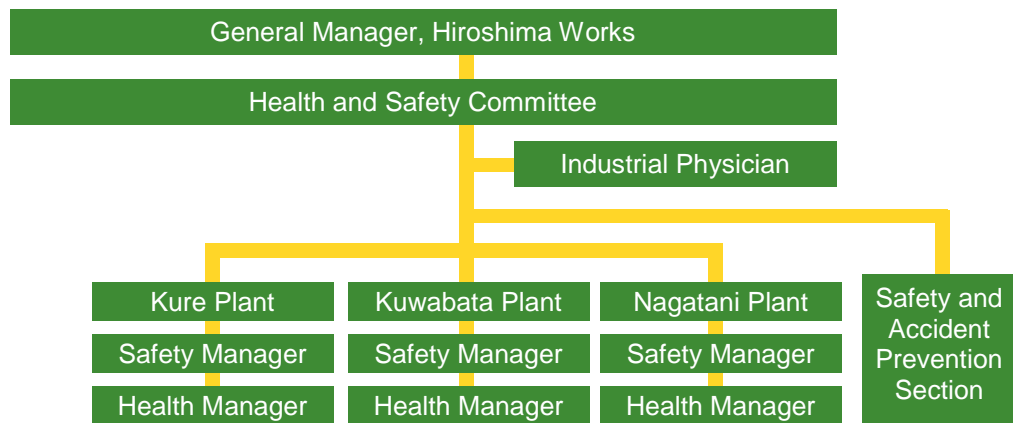 General Manager, Hiroshima Works
Health and Safety Committee
Industrial Physician
Kure Plant
Safety Manager
Health Manager
Kuwabata Plant
Safety Manager
Health Manager
Nagatani Plant
Safety Manager
Health Manager
Safety and
Accident
Prevention
Section